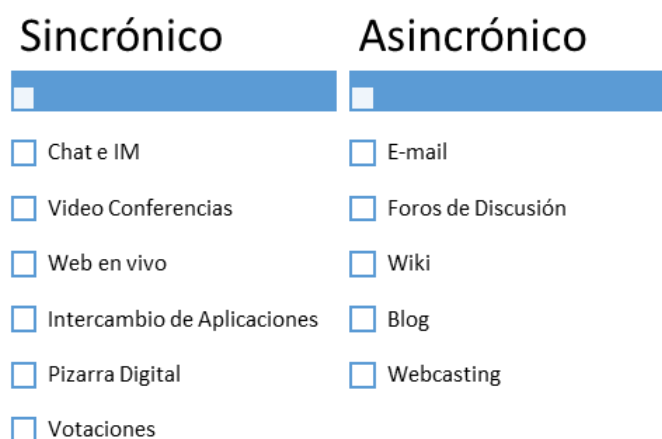 Sincrónico
Chat e IM
Video Conferencias
Web en vivo
Intercambio de Aplicaciones
Pizarra Digital
Votaciones
Asincrónico
E-mail
Foros de Discusión
Wiki
Blog
Webcasting